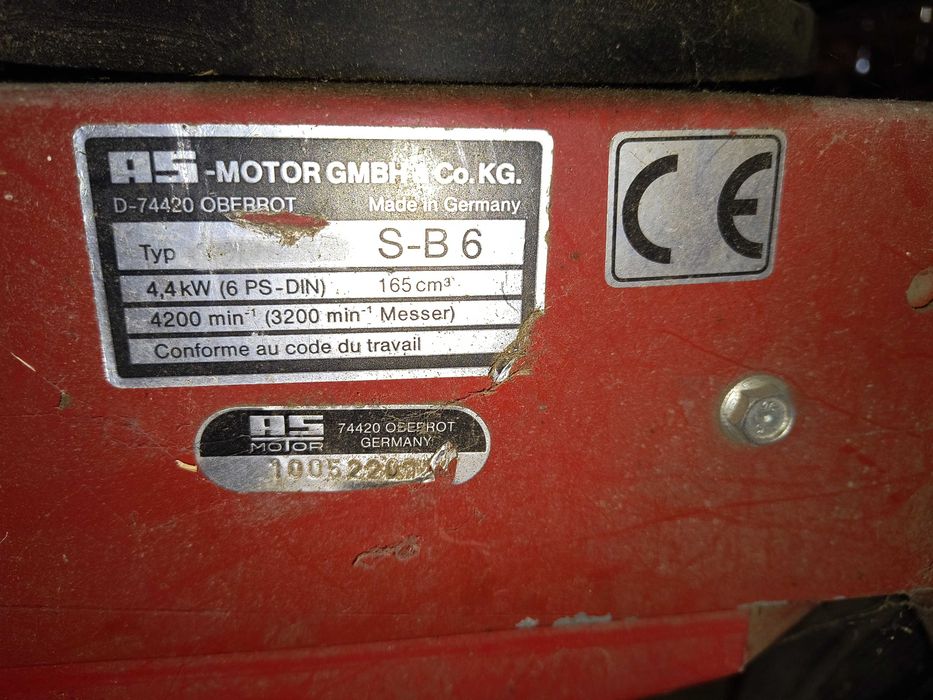 AS -MOTOR GMBH & Co. KG.
D-74420 OBERROT Made in Germany
Typ S-B 6
4,4 kW (6 PS-DIN) 165 cm³
4200 min⁻¹ (3200 min⁻¹ Messer)
Conforme au code du travail
CE
AS 74420 OBERROT
MOTOR GERMANY